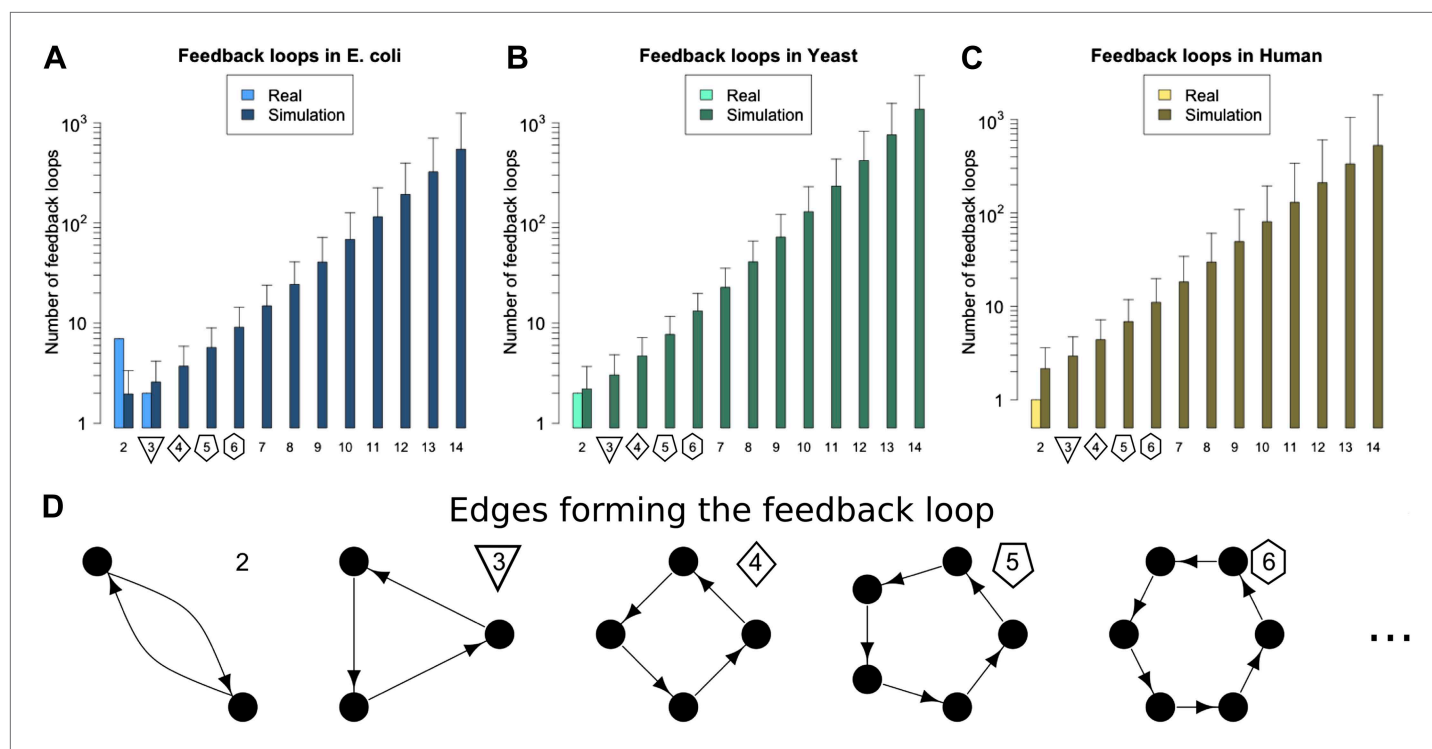 A
Feedback loops in E. coli
Real
Simulation
Number of feedback loops
10³
10²
10
1
2 3 4 5 6 7 8 9 10 11 12 13 14
B
Feedback loops in Yeast
Real
Simulation
Number of feedback loops
10³
10²
10
1
2 3 4 5 6 7 8 9 10 11 12 13 14
C
Feedback loops in Human
Real
Simulation
Number of feedback loops
10³
10²
10
1
2 3 4 5 6 7 8 9 10 11 12 13 14
D
Edges forming the feedback loop
2 3 4 5 6
...